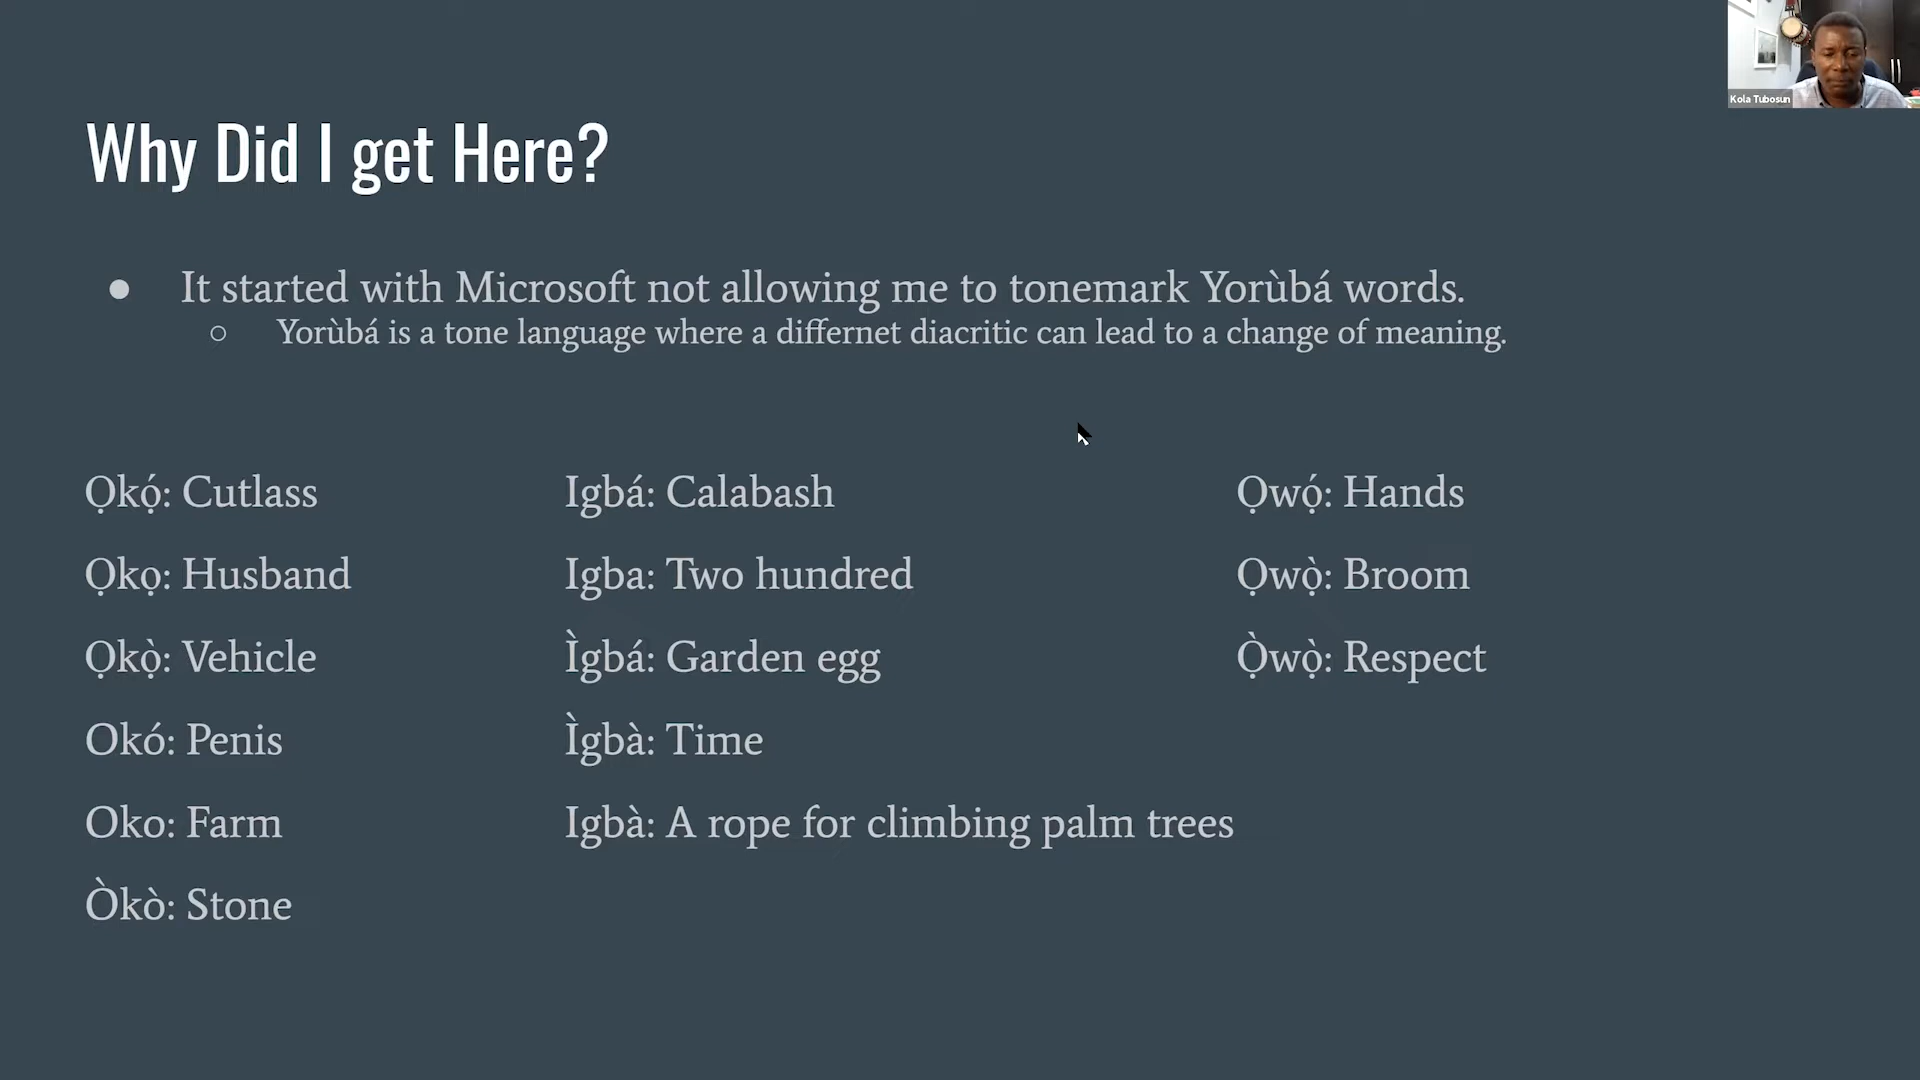 Kola Tubosun
Why Did I get Here?
● It started with Microsoft not allowing me to tonemark Yorùbá words.
○ Yorùbá is a tone language where a differnet diacritic can lead to a change of meaning.
Ọkọ́: Cutlass
Ọkọ: Husband
Ọkọ̀: Vehicle
Okó: Penis
Oko: Farm
Òkò: Stone
Igbá: Calabash
Igba: Two hundred
Ìgbá: Garden egg
Ìgbà: Time
Igbà: A rope for climbing palm trees
Ọwọ́: Hands
Ọwọ̀: Broom
Ọ̀wọ̀: Respect